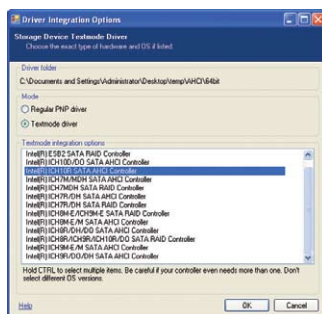 Driver Integration Options
Storage Device Textmode Driver
Choose the exact type of hardware and OS if listed
Driver folder
C:\Documents and Settings\Administrator\Desktop\temp\AHCI\64bit
Mode
Regular PNP driver
Textmode driver
Textmode integration options
Intel(R) ESB2 SATA RAID Controller
Intel(R) ICH10D/DO SATA AHCI Controller
Intel(R) ICH10R SATA AHCI Controller
Intel(R) ICH7M/MDH SATA AHCI Controller
Intel(R) ICH7MDH SATA RAID Controller
Intel(R) ICH7R/DH SATA AHCI Controller
Intel(R) ICH7R/DH SATA RAID Controller
Intel(R) ICH8M-E/ICH9M-E SATA RAID Controller
Intel(R) ICH8M-E/M SATA AHCI Controller
Intel(R) ICH8R/DH/DO SATA AHCI Controller
Intel(R) ICH8R/ICH9R/ICH10R/DO SATA RAID Controller
Intel(R) ICH9M-E/M SATA AHCI Controller
Intel(R) ICH9R/DO/DH SATA AHCI Controller
Hold CTRL to select multiple items. Be careful if your controller even needs more than one. Don't
select different OS versions.
Help
OK
Cancel